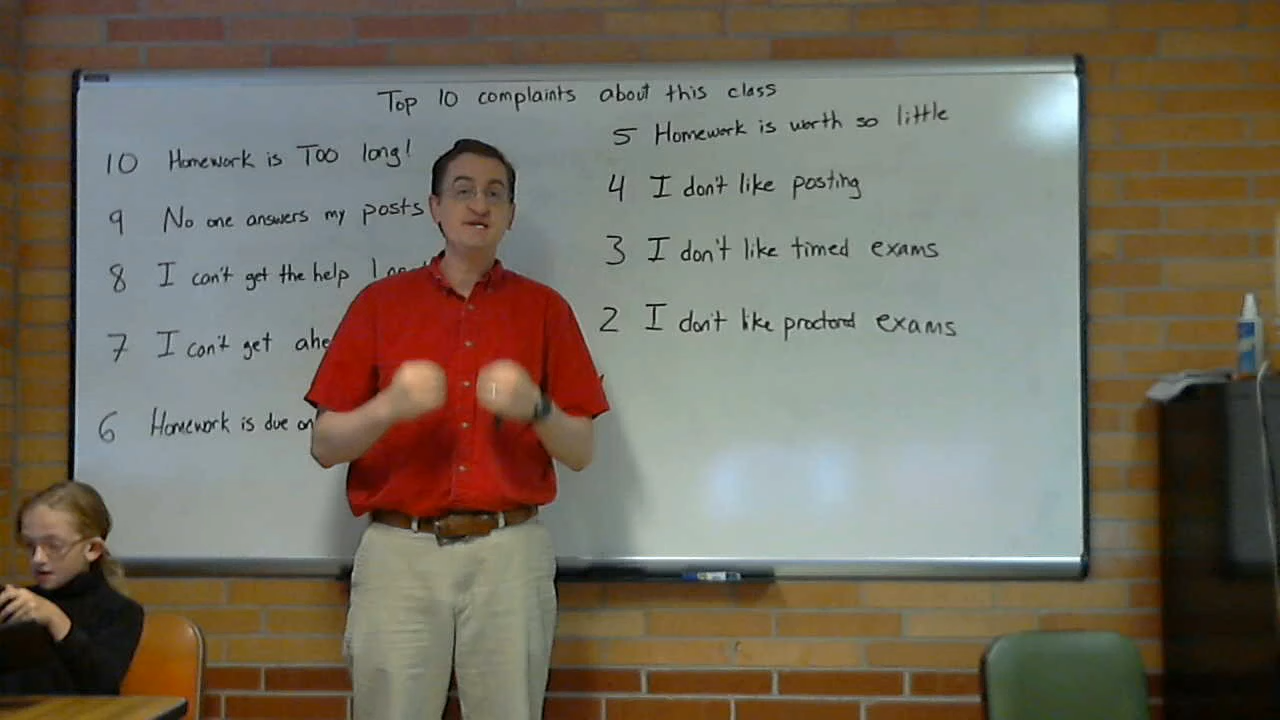 Top 10 complaints about this class
10 Homework is Too long!
9 No one answers my posts
8 I can't get the help I
7 I can't get
6 Homework is due on
5 Homework is worth so little
4 I don't like posting
3 I don't like timed exams
2 I don't like proctored exams